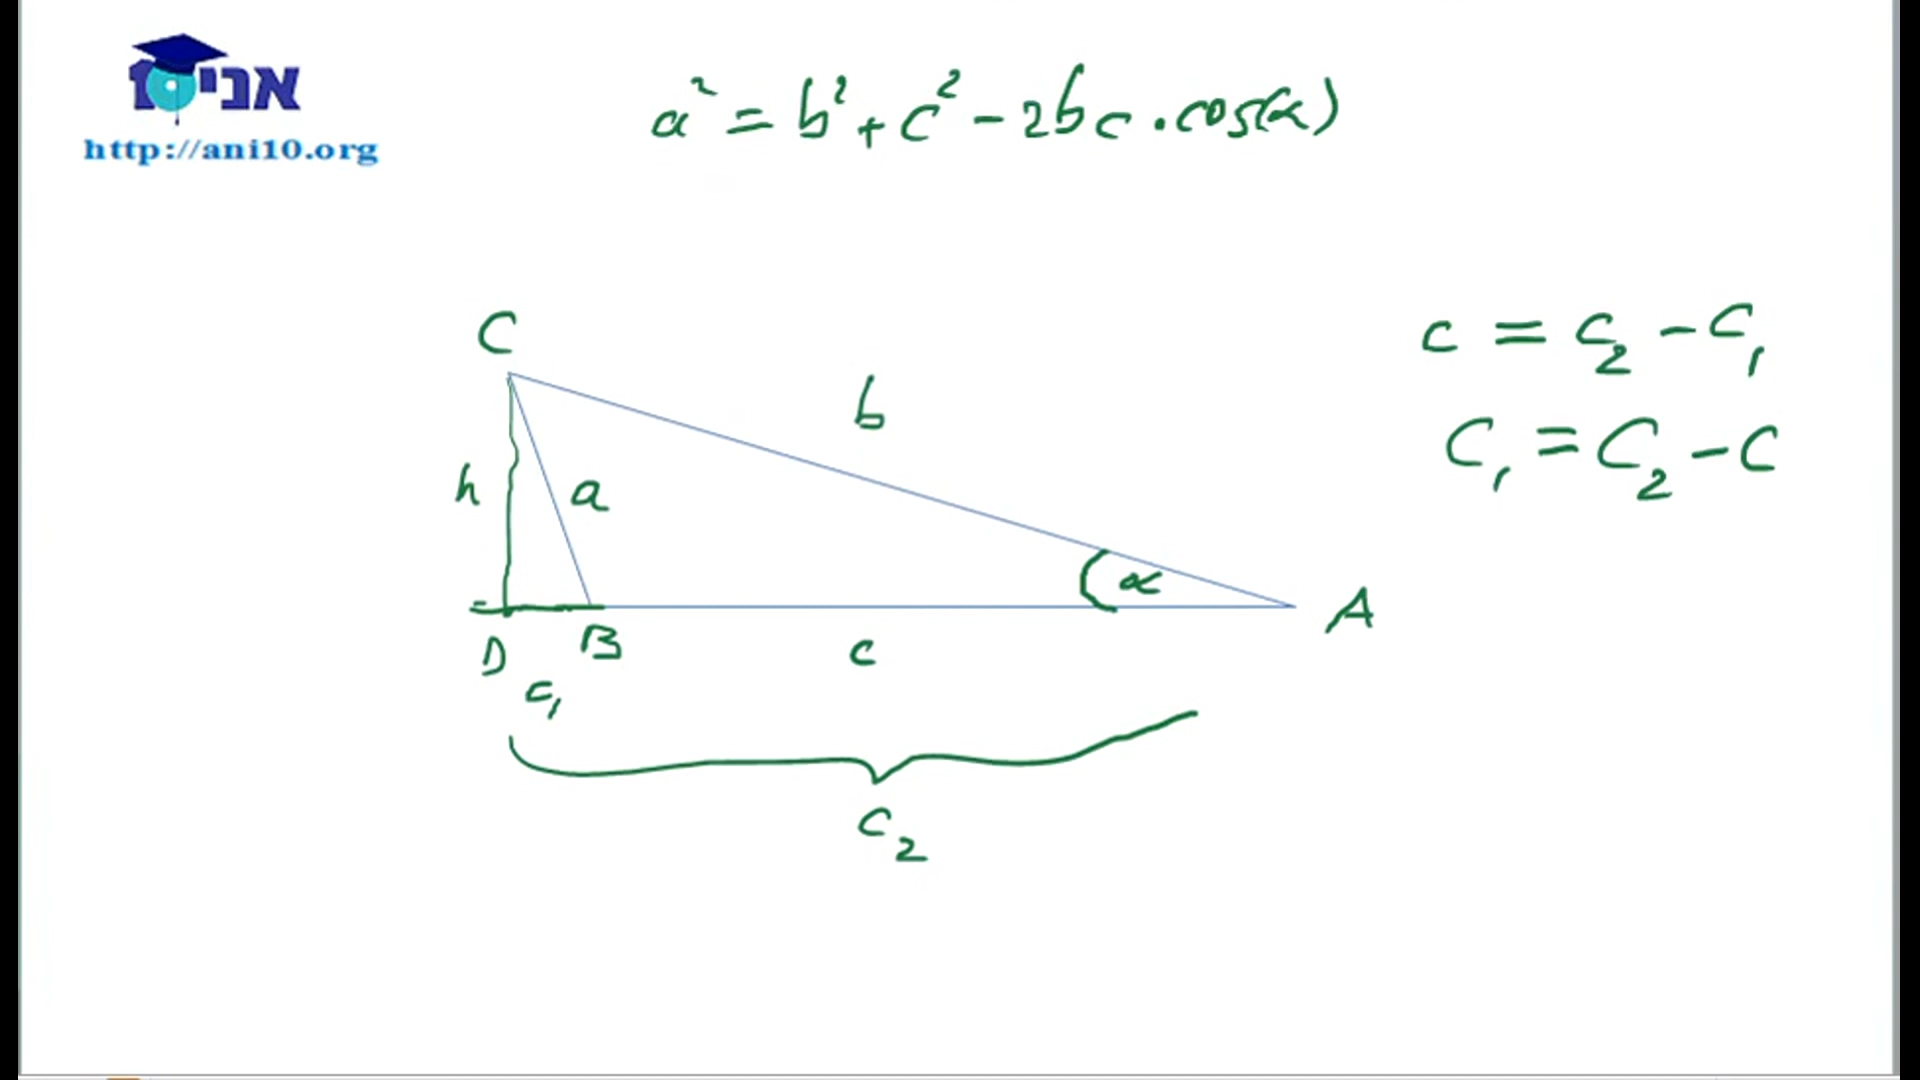 אני10
http://ani10.org
a² = b² + c² - 2bc . cos(α)
C
b
c = c₂ - c₁
C₁ = C₂ - C
h
a
α
A
D
B
c
c₁
c₂